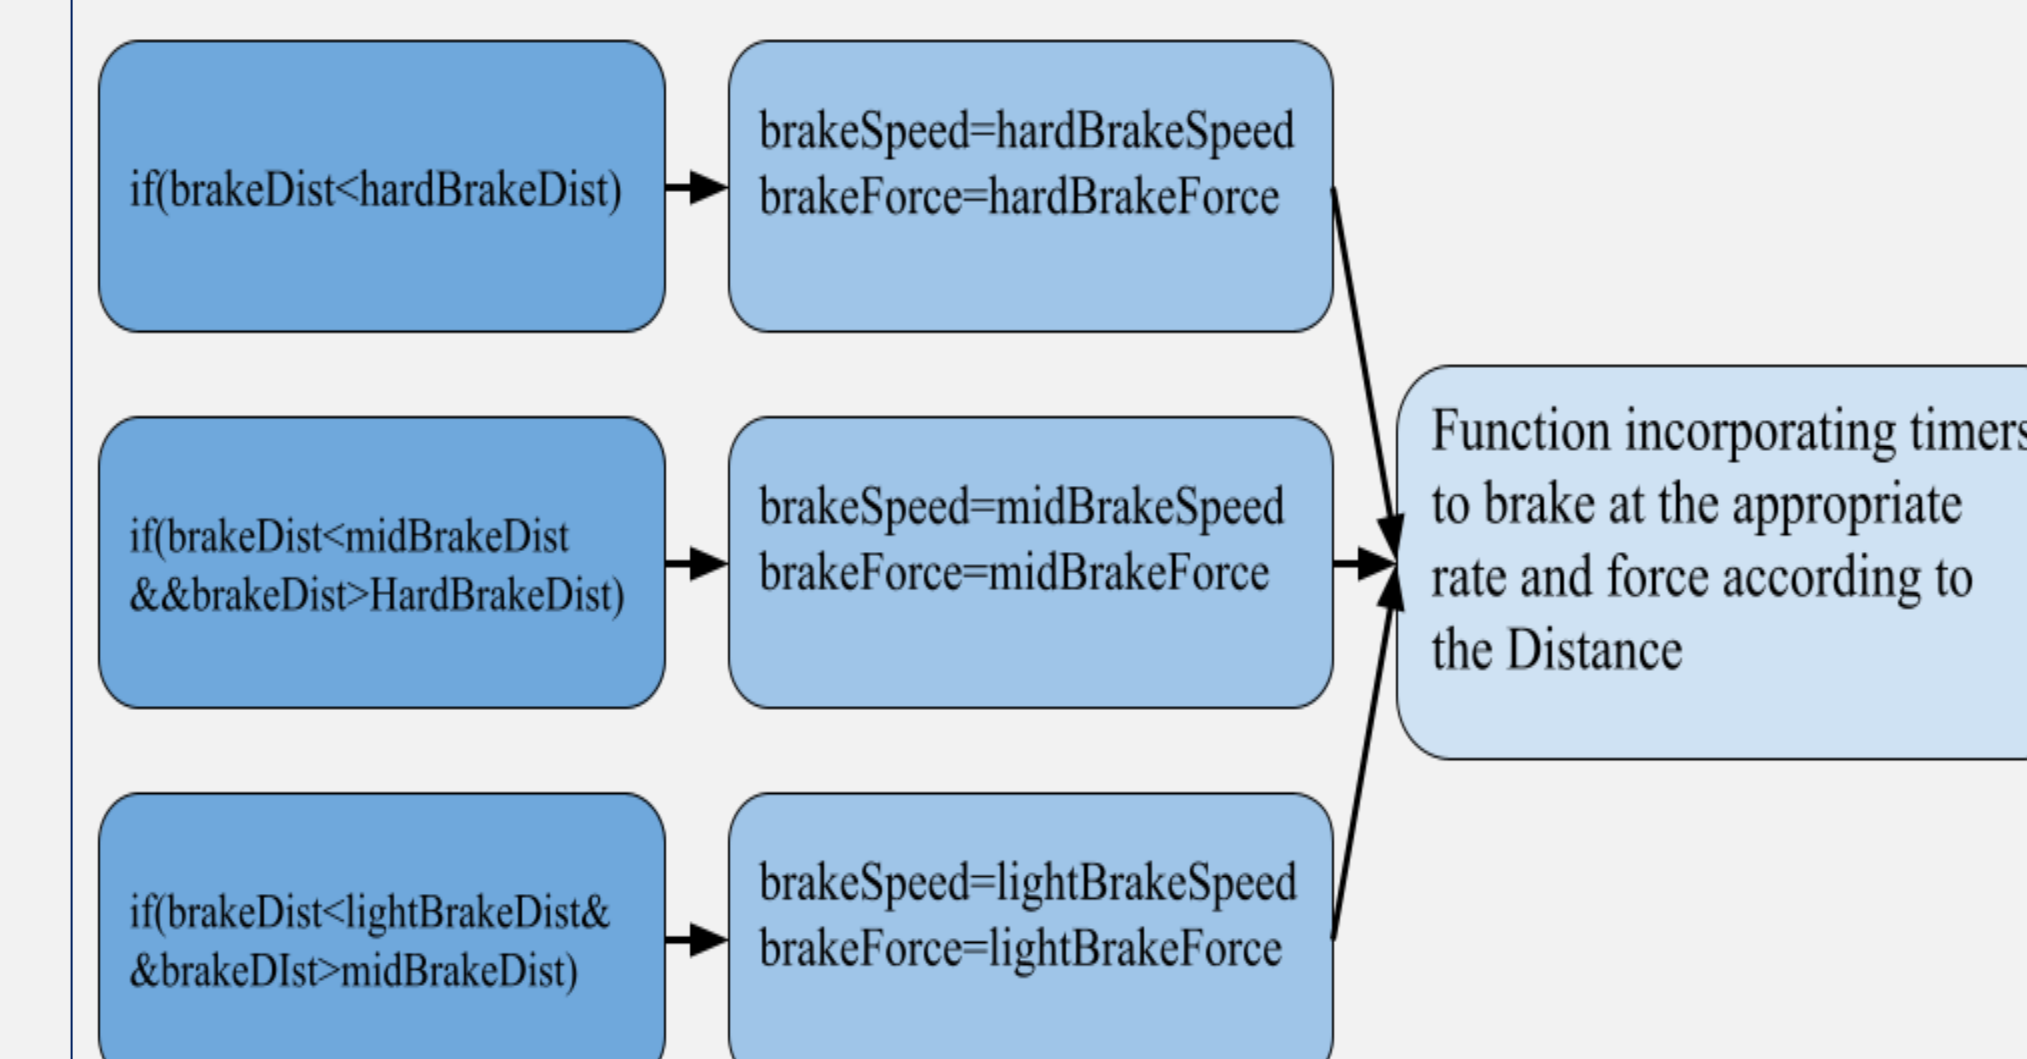 if(brakeDist<hardBrakeDist)
brakeSpeed=hardBrakeSpeed
brakeForce=hardBrakeForce
if(brakeDist<midBrakeDist
&&brakeDist>HardBrakeDist)
brakeSpeed=midBrakeSpeed
brakeForce=midBrakeForce
if(brakeDist<lightBrakeDist&
&brakeDIst>midBrakeDist)
brakeSpeed=lightBrakeSpeed
brakeForce=lightBrakeForce
Function incorporating timers
to brake at the appropriate
rate and force according to
the Distance